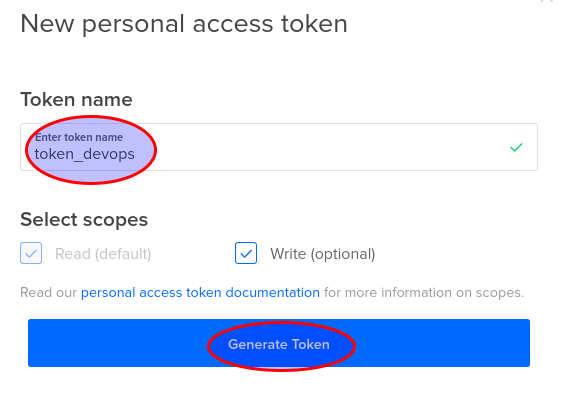 New personal access token
Token name
Enter token name
token_devops
Select scopes
Read (default) Write (optional)
Read our personal access token documentation for more information on scopes.
Generate Token